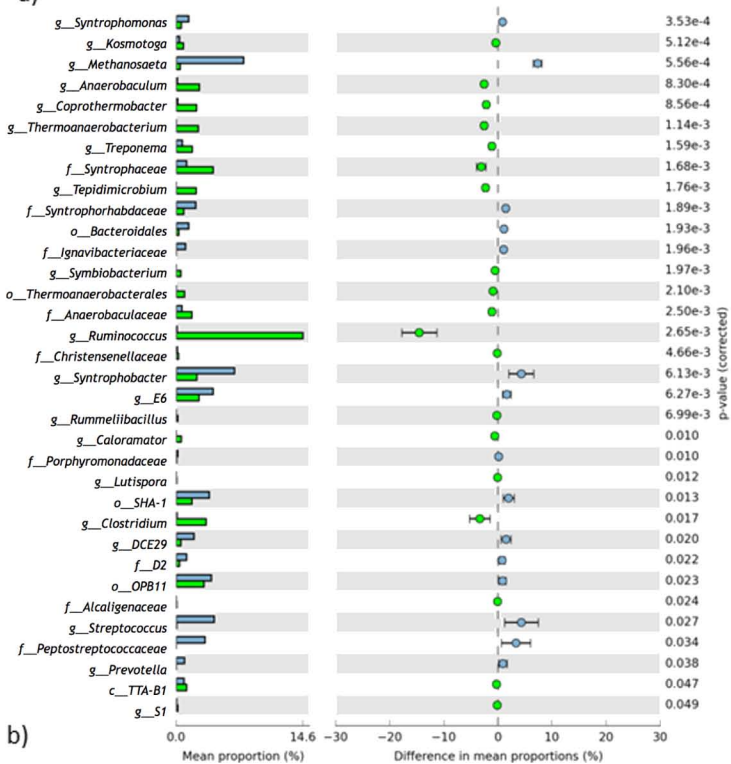 g__Syntrophomonas 3.53e-4
g__Kosmotoga 5.12e-4
g__Methanosaeta 5.56e-4
g__Anaerobaculum 8.30e-4
g__Coprothermobacter 8.56e-4
g__Thermoanaerobacterium 1.14e-3
g__Treponema 1.59e-3
f__Syntrophaceae 1.68e-3
g__Tepidimicrobium 1.76e-3
f__Syntrophorhabdaceae 1.89e-3
o__Bacteroidales 1.93e-3
f__Ignavibacteriaceae 1.96e-3
g__Symbiobacterium 1.97e-3
o__Thermoanaerobacterales 2.10e-3
f__Anaerobaculaceae 2.50e-3
g__Ruminococcus 2.65e-3
f__Christensenellaceae 4.66e-3
g__Syntrophobacter 6.13e-3
g__E6 6.27e-3
g__Rummeliibacillus 6.99e-3
g__Caloramator 0.010
f__Porphyromonadaceae 0.010
g__Lutispora 0.012
o__SHA-1 0.013
g__Clostridium 0.017
g__DCE29 0.020
f__D2 0.022
o__OPB11 0.023
f__Alcaligenaceae 0.024
g__Streptococcus 0.027
f__Peptostreptococcaceae 0.034
g__Prevotella 0.038
c__TTA-B1 0.047
g__S1 0.049
p-value (corrected)
b)
0.0 14.6 −30 −20 −10 0 10 20 30
Mean proportion (%) Difference in mean proportions (%)